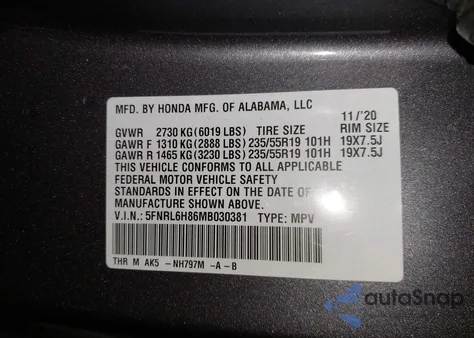 MFD. BY HONDA MFG. OF ALABAMA, LLC
11/'20
GVWR 2730 KG (6019 LBS) TIRE SIZE RIM SIZE
GAWR F 1310 KG (2888 LBS) 235/55R19 101H 19X7.5J
GAWR R 1465 KG (3230 LBS) 235/55R19 101H 19X7.5J
THIS VEHICLE CONFORMS TO ALL APPLICABLE
FEDERAL MOTOR VEHICLE SAFETY
STANDARDS IN EFFECT ON THE DATE OF
MANUFACTURE SHOWN ABOVE.
V.I.N.: 5FNRL6H86MB030381 TYPE: MPV
THR M AK5 -NH797M -A-B
autoSnap